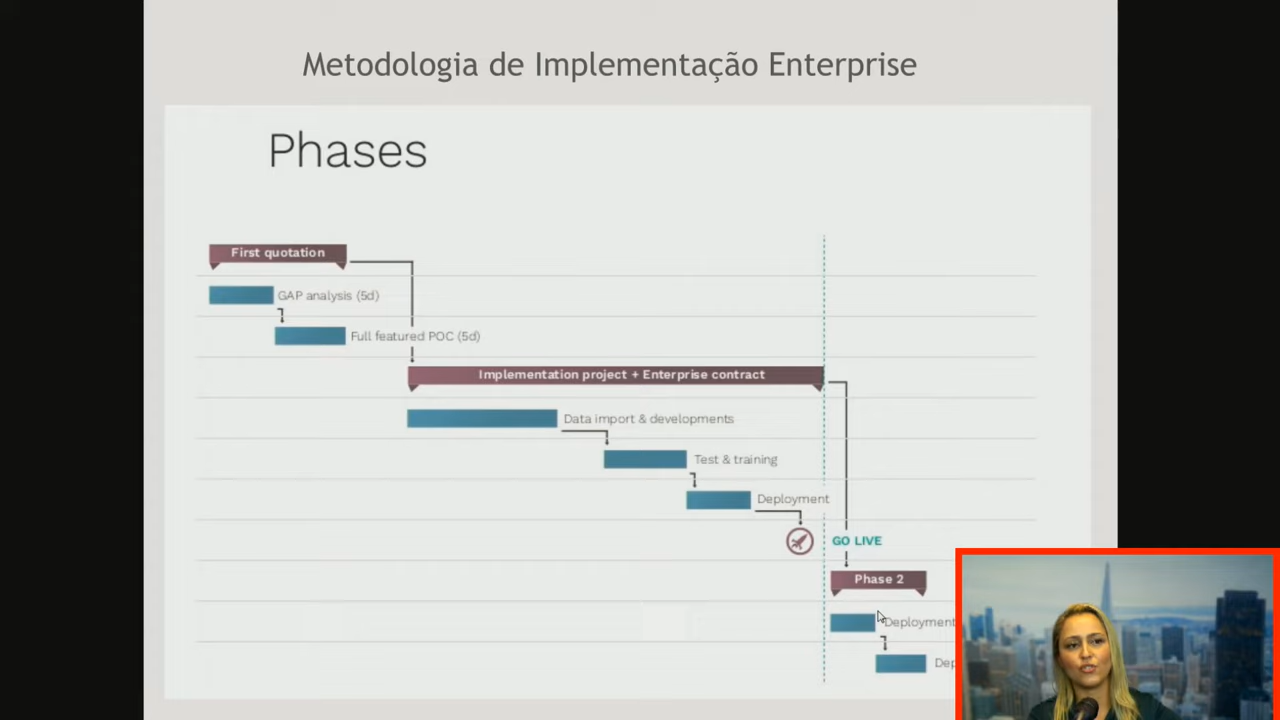 Metodologia de Implementação Enterprise
Phases
First quotation
GAP analysis (5d)
Full featured POC (5d)
Implementation project + Enterprise contract
Data import & developments
Test & training
Deployment
GO LIVE
Phase 2
Deployment